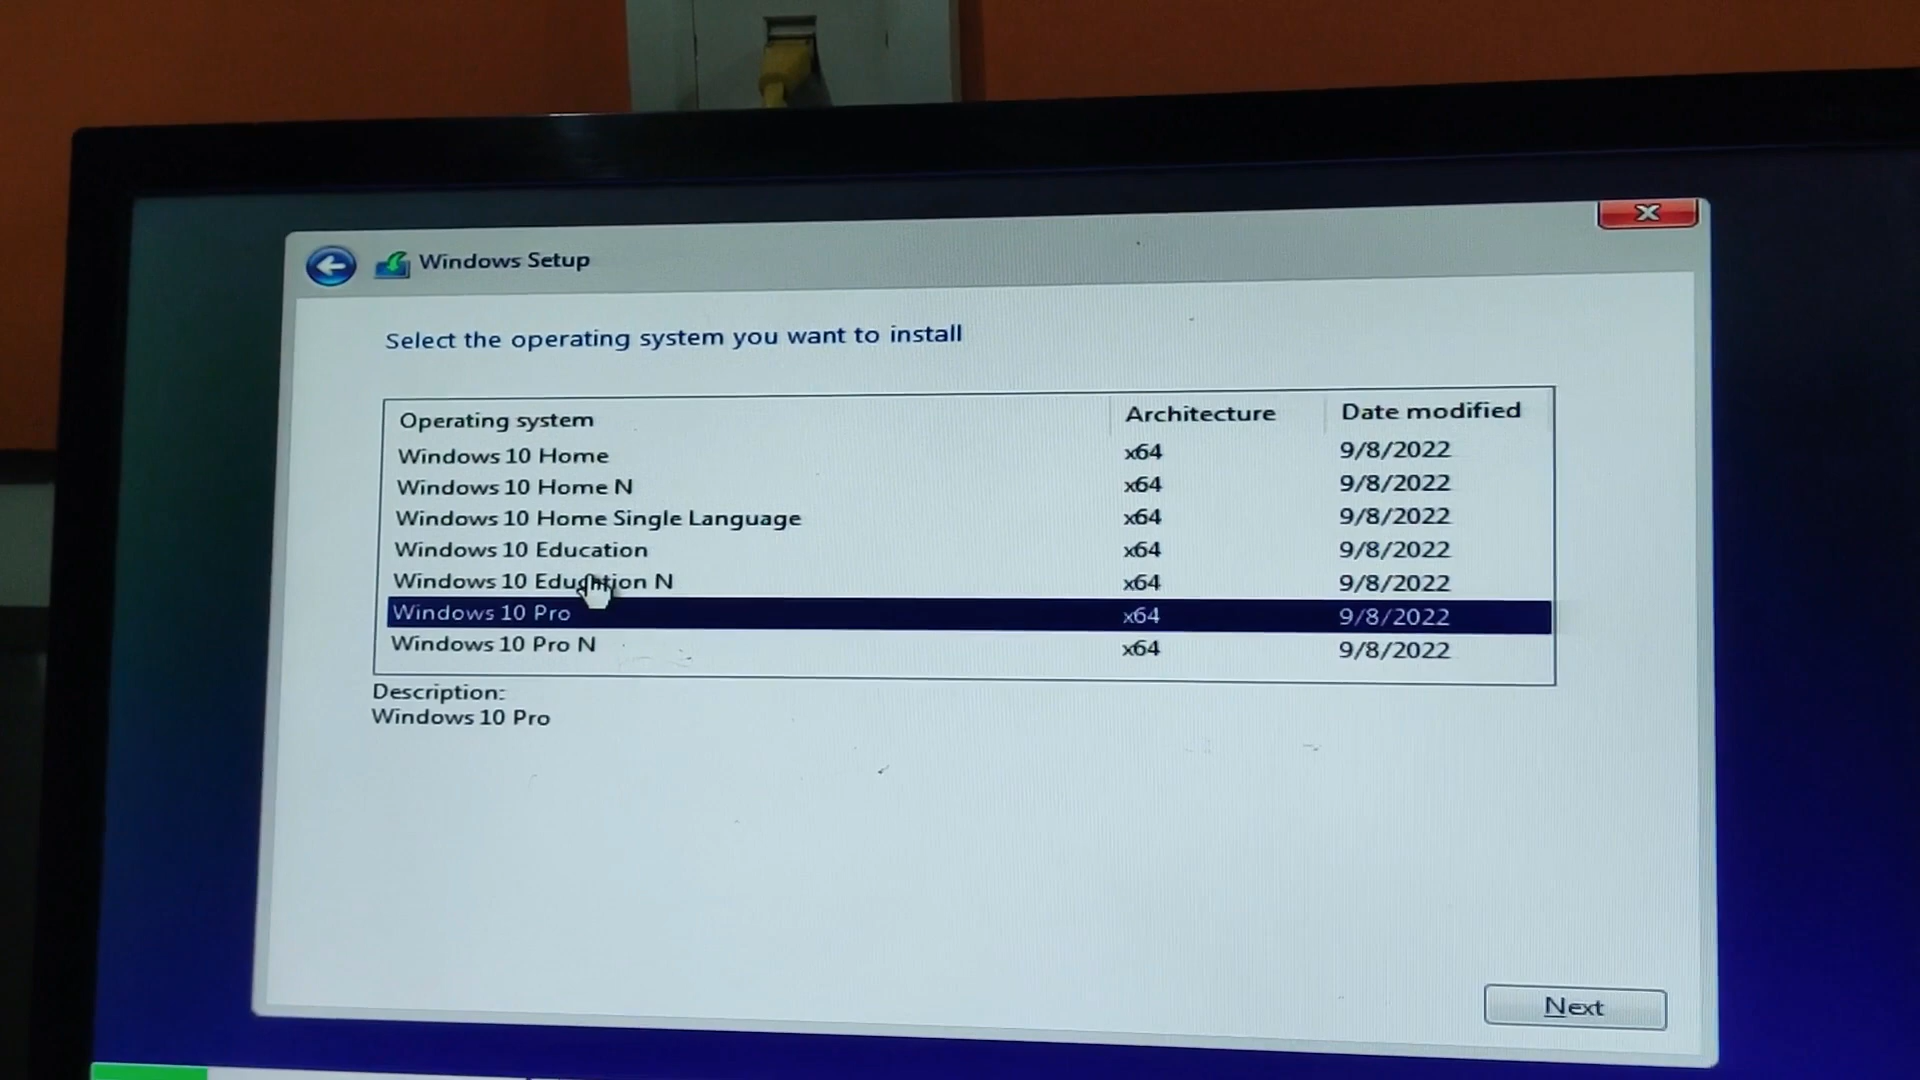 Windows Setup
Select the operating system you want to install
Operating system Architecture Date modified
Windows 10 Home x64 9/8/2022
Windows 10 Home N x64 9/8/2022
Windows 10 Home Single Language x64 9/8/2022
Windows 10 Education x64 9/8/2022
Windows 10 Education N x64 9/8/2022
Windows 10 Pro x64 9/8/2022
Windows 10 Pro N x64 9/8/2022
Description:
Windows 10 Pro
Next